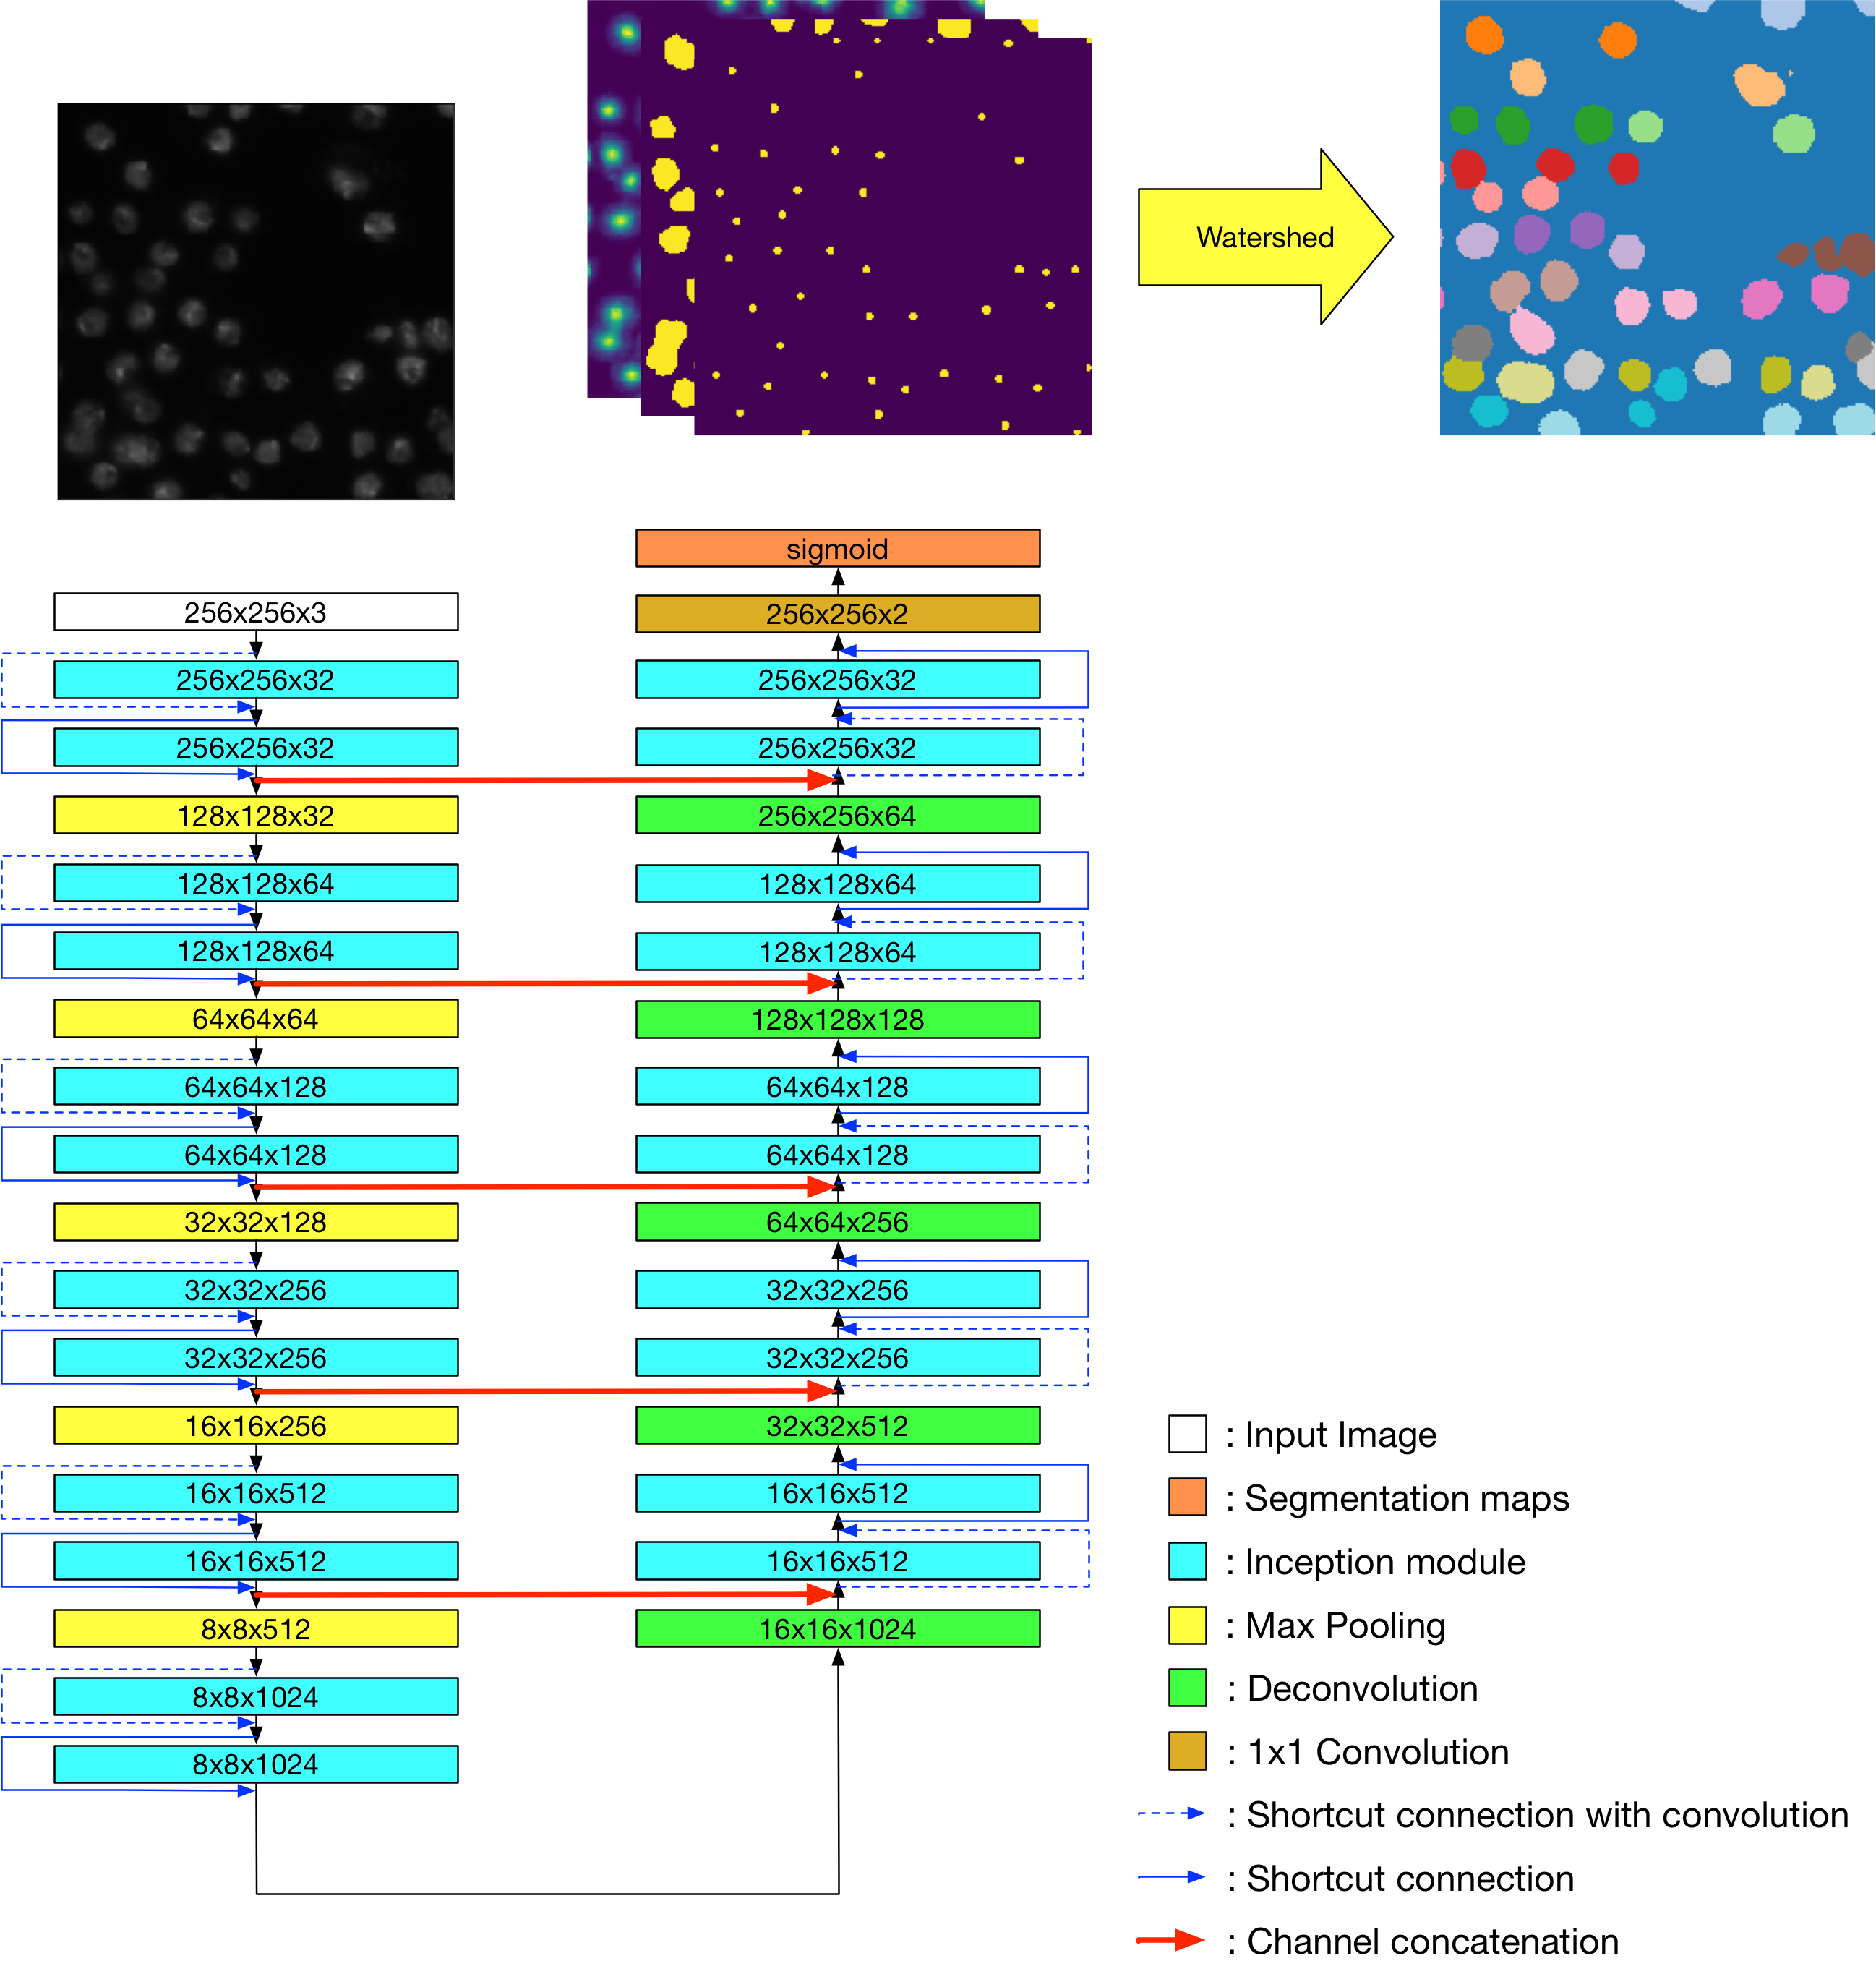 Watershed
256x256x3
256x256x32
256x256x32
128x128x32
128x128x64
128x128x64
64x64x64
64x64x128
64x64x128
32x32x128
32x32x256
32x32x256
16x16x256
16x16x512
16x16x512
8x8x512
8x8x1024
8x8x1024
sigmoid
256x256x2
256x256x32
256x256x32
256x256x64
128x128x64
128x128x64
128x128x128
64x64x128
64x64x128
64x64x256
32x32x256
32x32x256
32x32x512
16x16x512
16x16x512
16x16x1024
: Input Image
: Segmentation maps
: Inception module
: Max Pooling
: Deconvolution
: 1x1 Convolution
: Shortcut connection with convolution
: Shortcut connection
: Channel concatenation